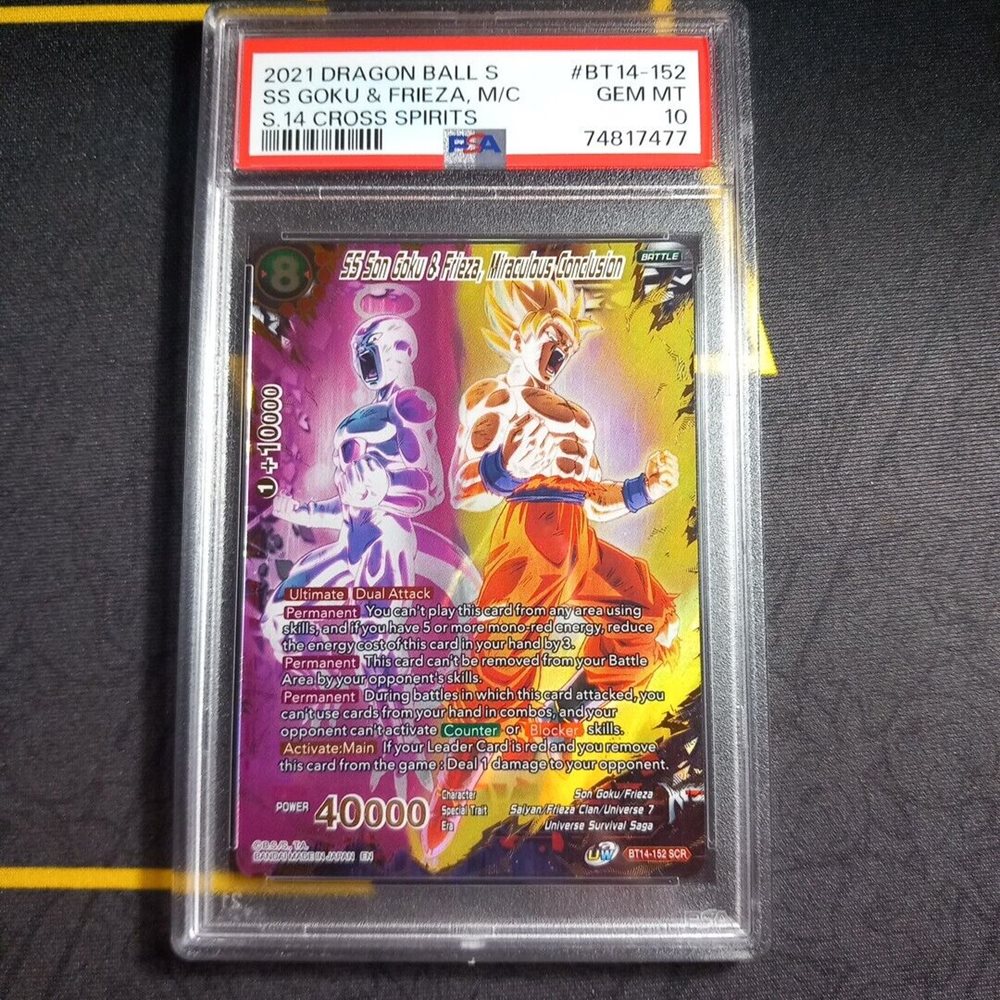 2021 DRAGON BALL S #BT14-152
SS GOKU & FRIEZA, M/C GEM MT
S.14 CROSS SPIRITS 10
PSA 74817477
8
SS Son Goku & Frieza, Miraculous Conclusion
BATTLE
1 +10000
Ultimate Dual Attack
Permanent You can't play this card from any area using
skills, and if you have 5 or more mono-red energy, reduce
the energy cost of this card in your hand by 3.
Permanent This card can't be removed from your Battle
Area by your opponent's skills.
Permanent During battles in which this card attacked, you
can't use cards from your hand in combos, and your
opponent can't activate Counter or Blocker skills.
Activate:Main If your Leader Card is red and you remove
this card from the game : Deal 1 damage to your opponent.
POWER 40000
Character Son Goku/Frieza
Special Trait Saiyan/Frieza Clan/Universe 7
Era Universe Survival Saga
©B.S./S., T.A.
BANDAI MADE IN JAPAN EN
UW
BT14-152 SCR
PSA